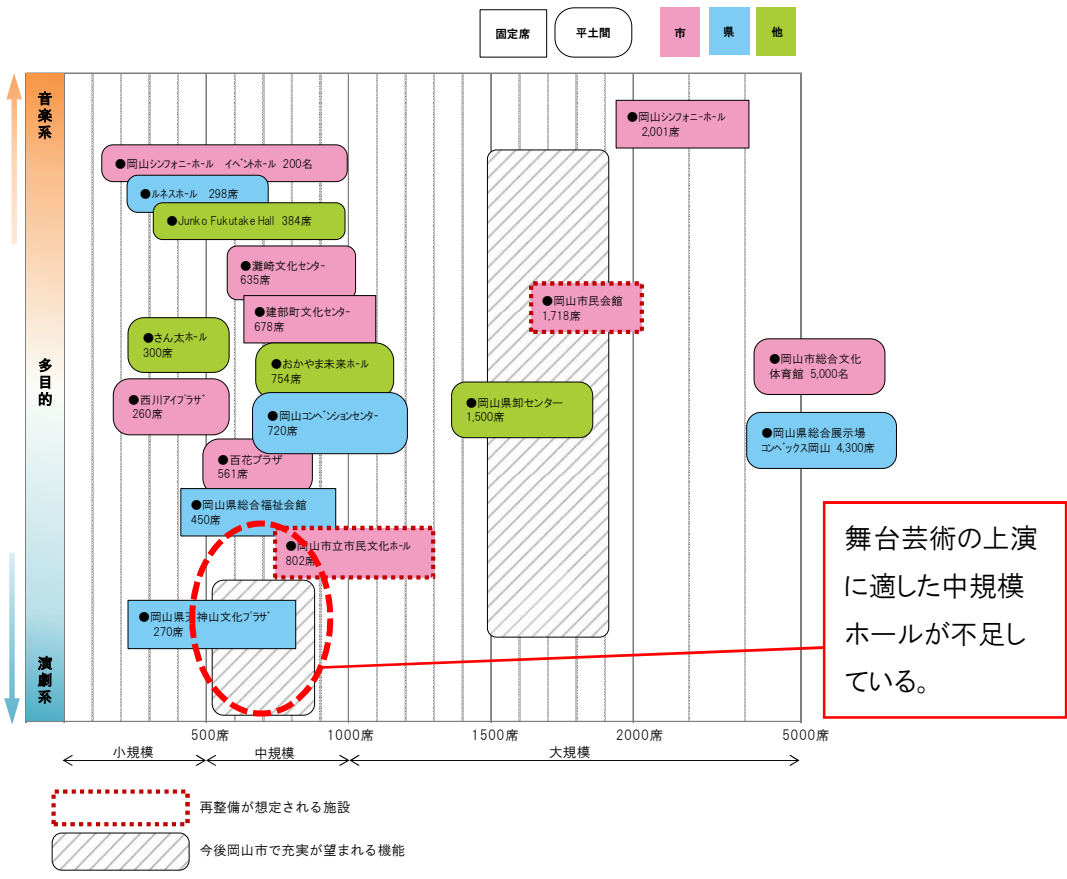 固定席
平土間
市
県
他
音楽系
●岡山シンフォニーホール
2,001席
●岡山シンフォニーホール イベントホール 200名
●ルネスホール 298席
●Junko Fukutake Hall 384席
●灘崎文化センター
635席
●建部町文化センター
678席
●岡山市民会館
1,718席
●さん太ホール
300席
●おかやま未来ホール
754席
●岡山市総合文化
体育館 5,000名
多目的
●西川アイプラザ
260席
●岡山コンベンションセンター
720席
●岡山県卸センター
1,500席
●岡山県総合展示場
コンベックス岡山 4,300席
●百花プラザ
561席
●岡山県総合福祉会館
450席
●岡山市立市民文化ホール
802席
●岡山県天神山文化プラザ
270席
演劇系
舞台芸術の上演
に適した中規模
ホールが不足し
ている。
500席
1000席
1500席
2000席
5000席
小規模
中規模
大規模
再整備が想定される施設
今後岡山市で充実が望まれる機能